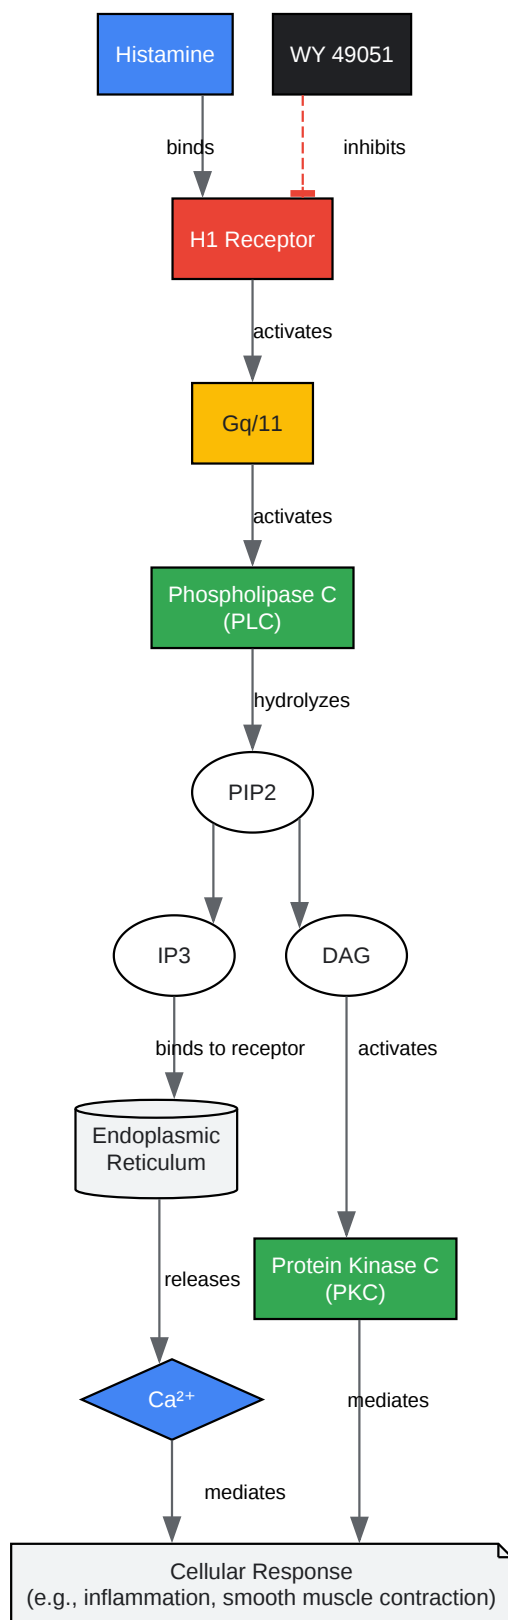 Histamine
WY 49051
binds
inhibits
H1 Receptor
activates
Gq/11
activates
Phospholipase C
(PLC)
hydrolyzes
PIP2
IP3
DAG
binds to receptor
activates
Endoplasmic
Reticulum
releases
Protein Kinase C
(PKC)
Ca²⁺
mediates
mediates
Cellular Response
(e.g., inflammation, smooth muscle contraction)